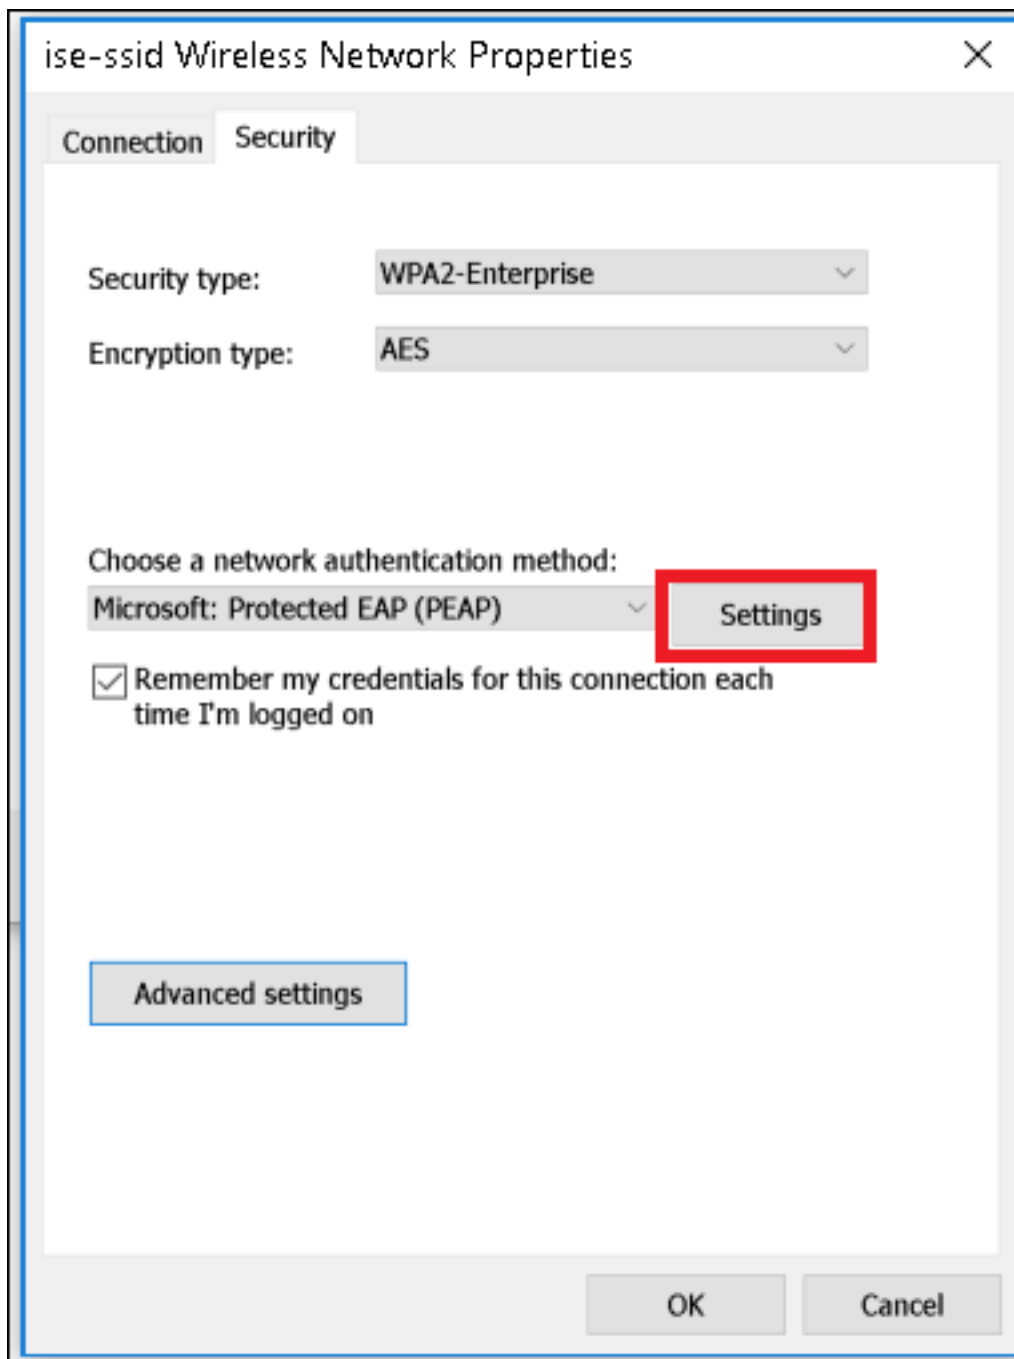 ise-ssid Wireless Network Properties
Connection
Security
Security type:
WPA2-Enterprise
Encryption type:
AES
Choose a network authentication method:
Microsoft: Protected EAP (PEAP)
Settings
Remember my credentials for this connection each
time I'm logged on
Advanced settings
OK
Cancel